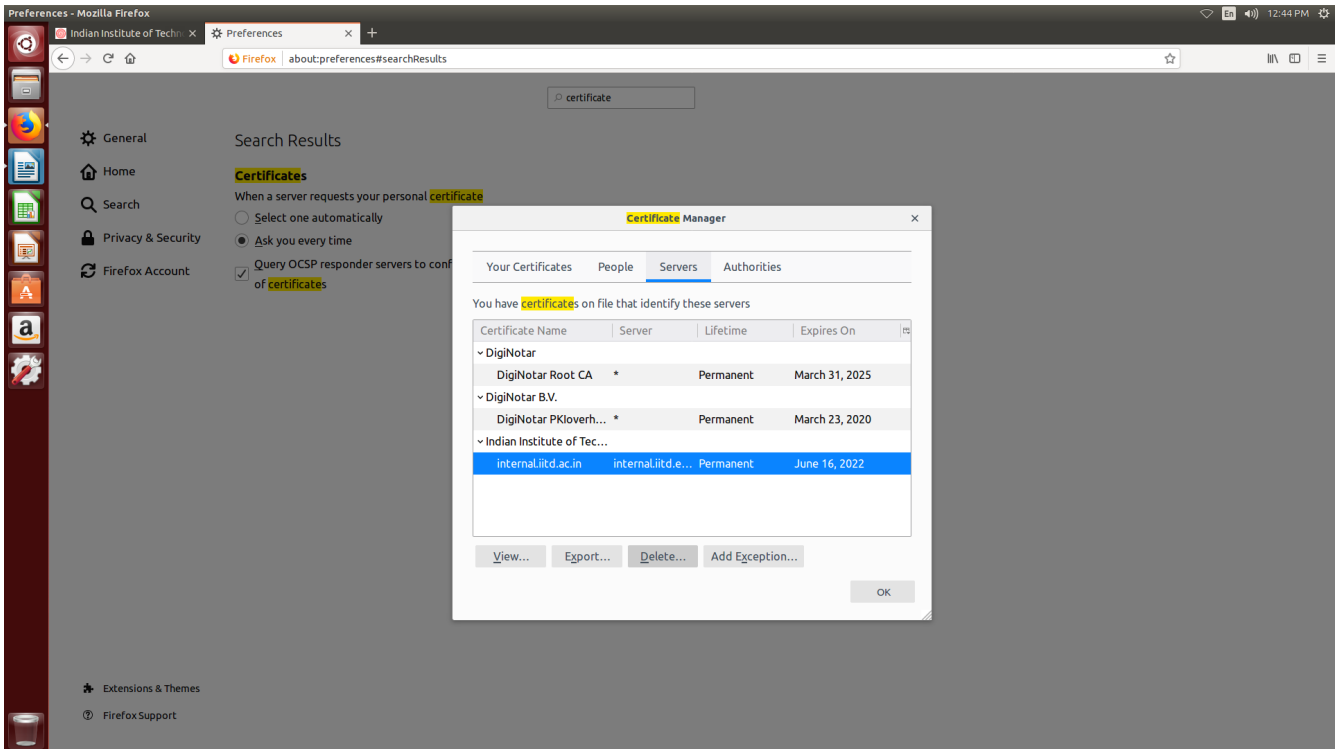 Preferences - Mozilla Firefox
En
12:44 PM
Indian Institute of Techno
Preferences
Firefox
about:preferences#searchResults
certificate
General
Home
Search
Privacy & Security
Firefox Account
Search Results
Certificates
When a server requests your personal certificate
Select one automatically
Ask you every time
Query OCSP responder servers to conf
of certificates
Certificate Manager
Your Certificates People Servers Authorities
You have certificates on file that identify these servers
Certificate Name Server Lifetime Expires On
DigiNotar
DigiNotar Root CA * Permanent March 31, 2025
DigiNotar B.V.
DigiNotar PKIoverh... * Permanent March 23, 2020
Indian Institute of Tec...
internal.iitd.ac.in internal.iitd.e... Permanent June 16, 2022
View... Export... Delete... Add Exception...
OK
Extensions & Themes
Firefox Support